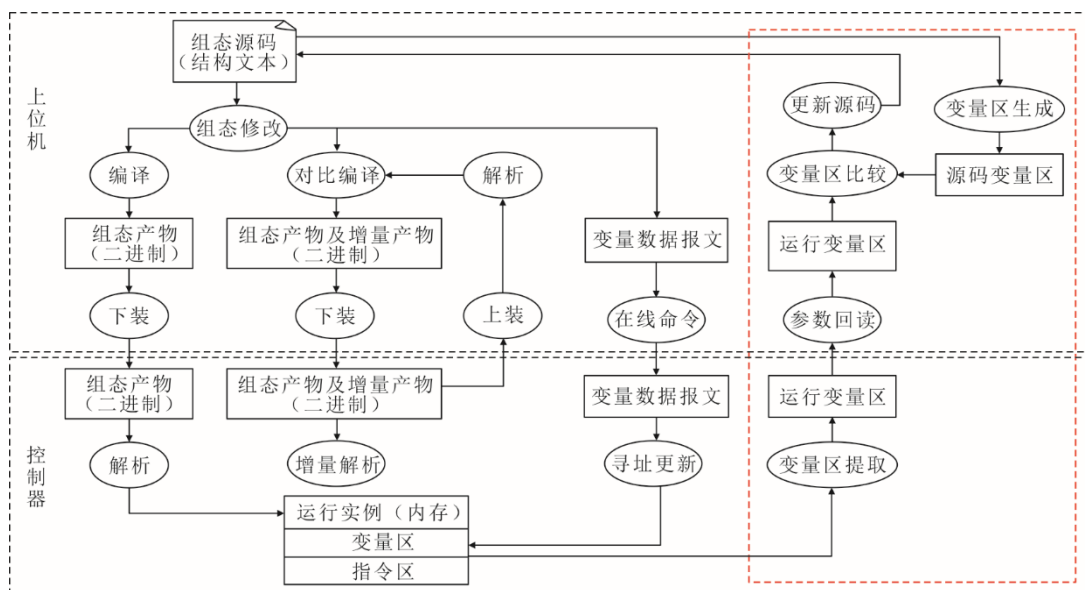 组态源码
（结构文本）
上位机
组态修改
更新源码
变量区生成
编译
对比编译
解析
变量区比较
源码变量区
组态产物
（二进制）
组态产物及增量产物
（二进制）
变量数据报文
运行变量区
下装
下装
上装
在线命令
参数回读
控制器
组态产物
（二进制）
组态产物及增量产物
（二进制）
变量数据报文
运行变量区
解析
增量解析
寻址更新
变量区提取
运行实例（内存）
变量区
指令区